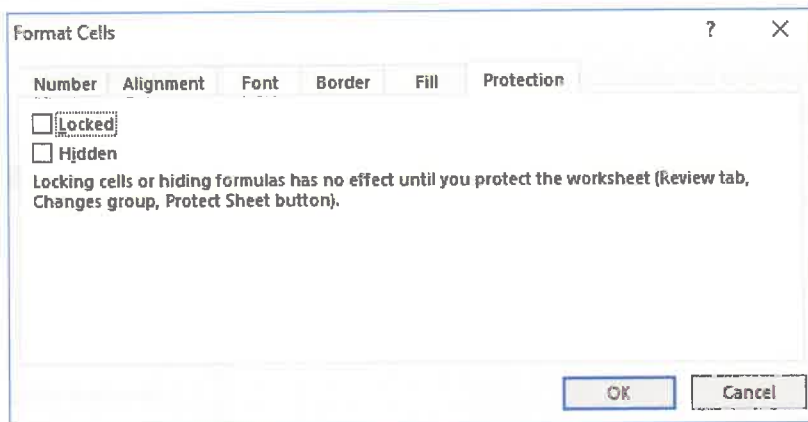 Format Cells ? ×
Number Alignment Font Border Fill Protection
Locked
Hidden
Locking cells or hiding formulas has no effect until you protect the worksheet (Review tab,
Changes group, Protect Sheet button).
OK Cancel